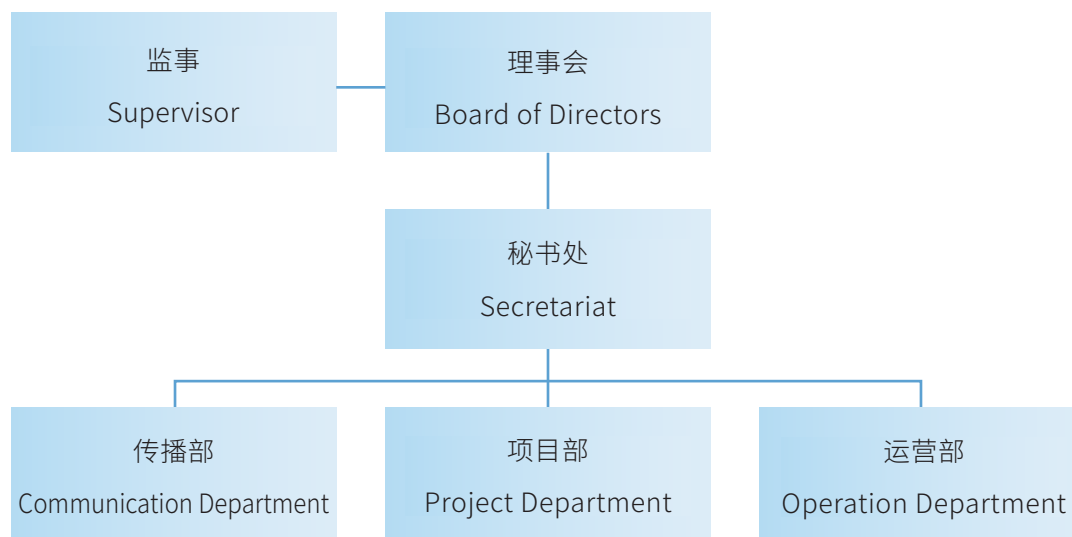 监事
Supervisor
理事会
Board of Directors
秘书处
Secretariat
传播部
Communication Department
项目部
Project Department
运营部
Operation Department